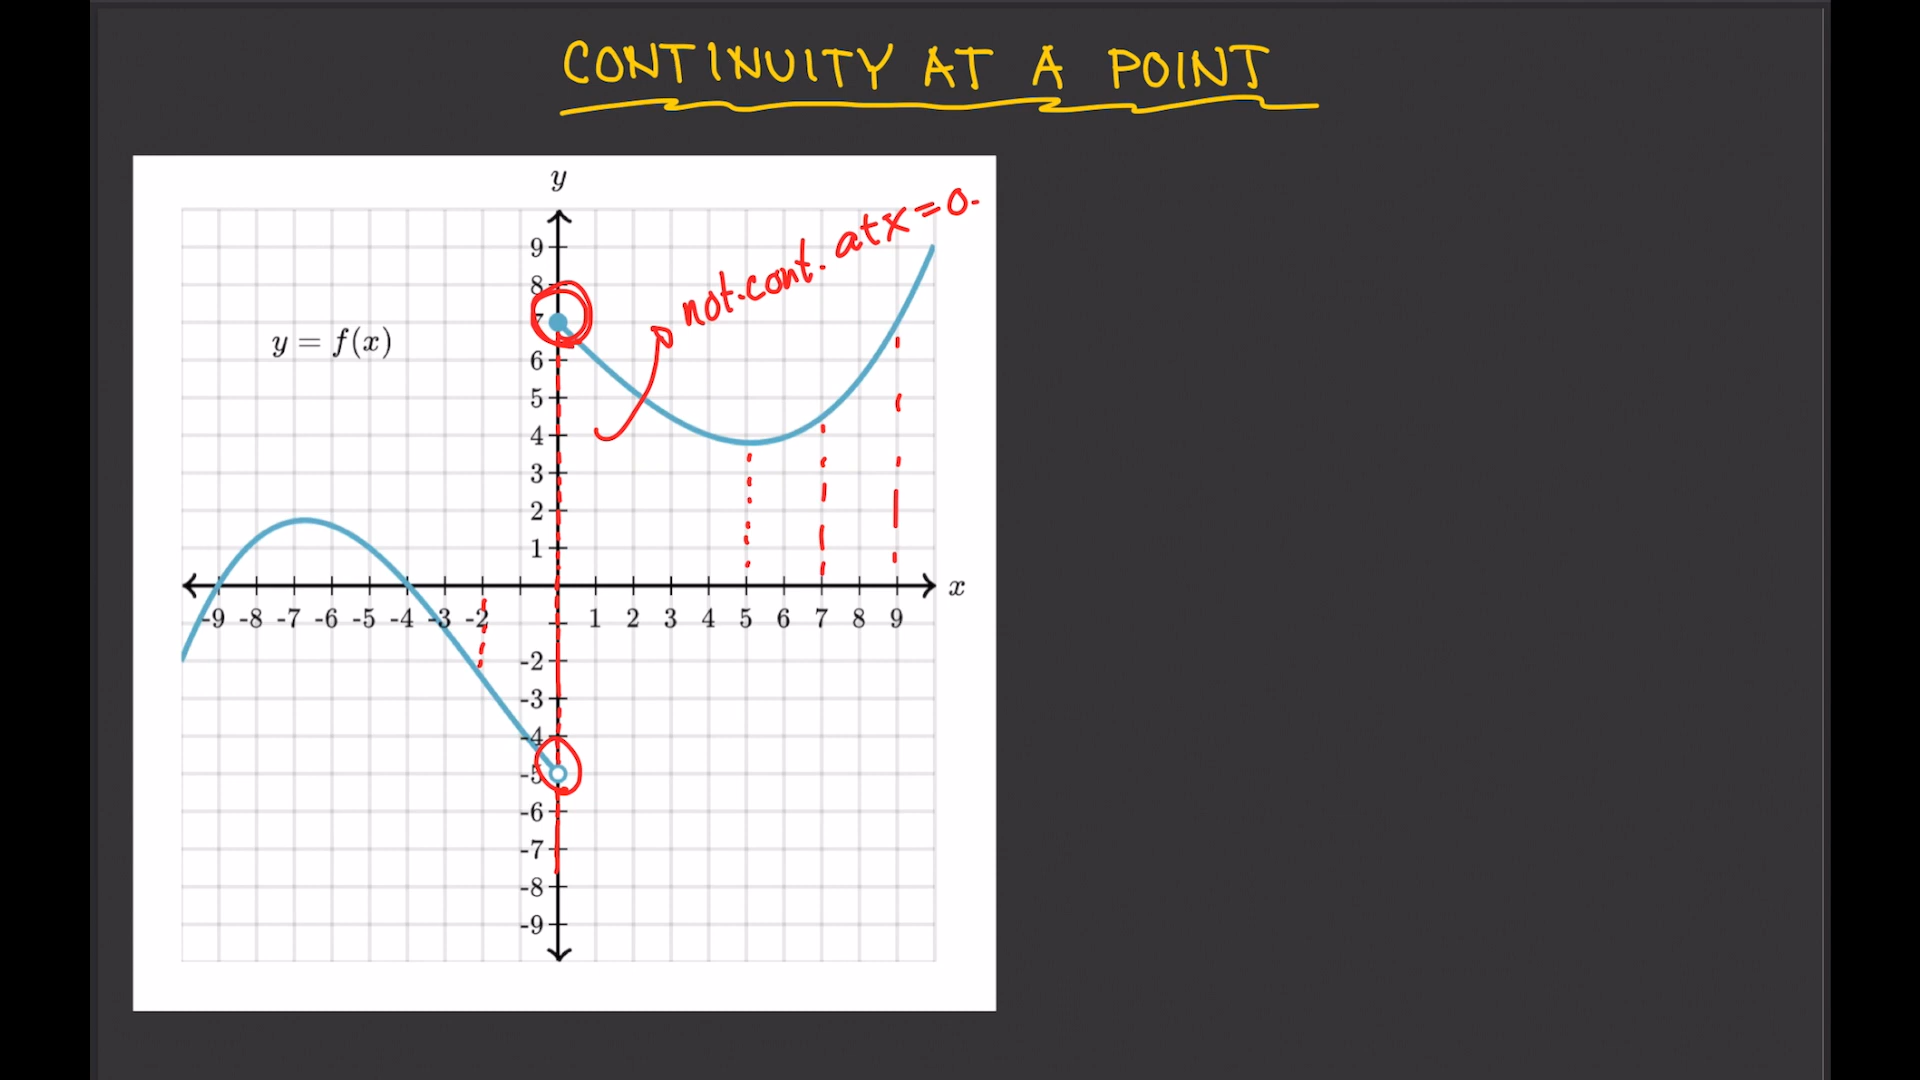 CONTINUITY AT A POINT
y
not.cont. at x=0.
9
8
7
y = f(x)
6
5
4
3
2
1
x
-9 -8 -7 -6 -5 -4 -3 -2 1 2 3 4 5 6 7 8 9
-2
-3
-4
-5
-6
-7
-8
-9